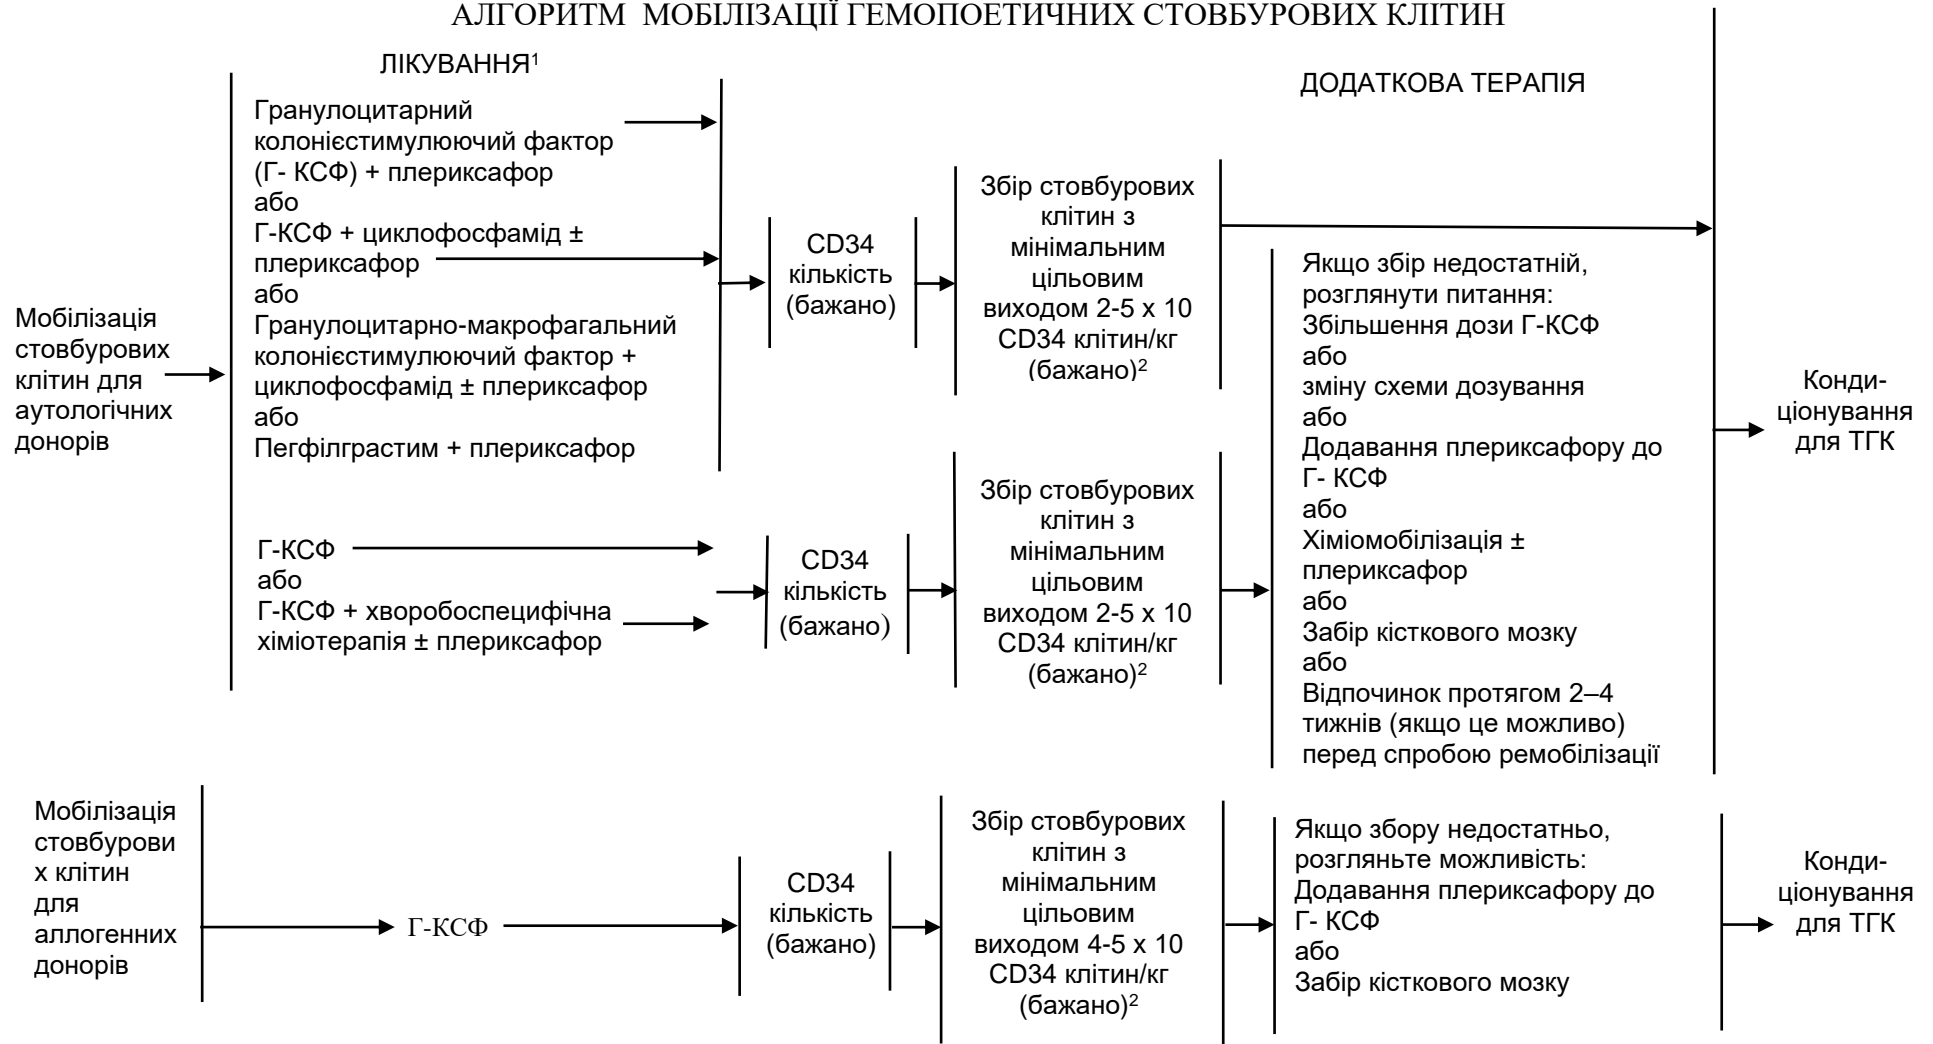 АЛГОРИТМ МОБІЛІЗАЦІЇ ГЕМОПОЕТИЧНИХ СТОВБУРОВИХ КЛІТИН
ЛІКУВАННЯ¹
ДОДАТКОВА ТЕРАПІЯ
Мобілізація
стовбурових
клітин для
аутологічних
донорів
Гранулоцитарний
колонієстимулюючий фактор
(Г- КСФ) + плериксафор
або
Г-КСФ + циклофосфамід ±
плериксафор
або
Гранулоцитарно-макрофагальний
колонієстимулюючий фактор +
циклофосфамід ± плериксафор
або
Пегфілграстим + плериксафор
CD34
кількість
(бажано)
Збір стовбурових
клітин з
мінімальним
цільовим
виходом 2-5 х 10
CD34 клітин/кг
(бажано)²
Г-КСФ
або
Г-КСФ + хворобоспецифічна
хіміотерапія ± плериксафор
CD34
кількість
(бажано)
Збір стовбурових
клітин з
мінімальним
цільовим
виходом 2-5 х 10
CD34 клітин/кг
(бажано)²
Якщо збір недостатній,
розглянути питання:
Збільшення дози Г-КСФ
або
зміну схеми дозування
або
Додавання плериксафору до
Г- КСФ
або
Хіміомобілізація ±
плериксафор
або
Забір кісткового мозку
або
Відпочинок протягом 2–4
тижнів (якщо це можливо)
перед спробою ремобілізації
Конди-
ціонування
для ТГК
Мобілізація
стовбурови
х клітин
для
аллогенних
донорів
Г-КСФ
CD34
кількість
(бажано)
Збір стовбурових
клітин з
мінімальним
цільовим
виходом 4-5 х 10
CD34 клітин/кг
(бажано)²
Якщо збору недостатньо,
розгляньте можливість:
Додавання плериксафору до
Г- КСФ
або
Забір кісткового мозку
Конди-
ціонування
для ТГК